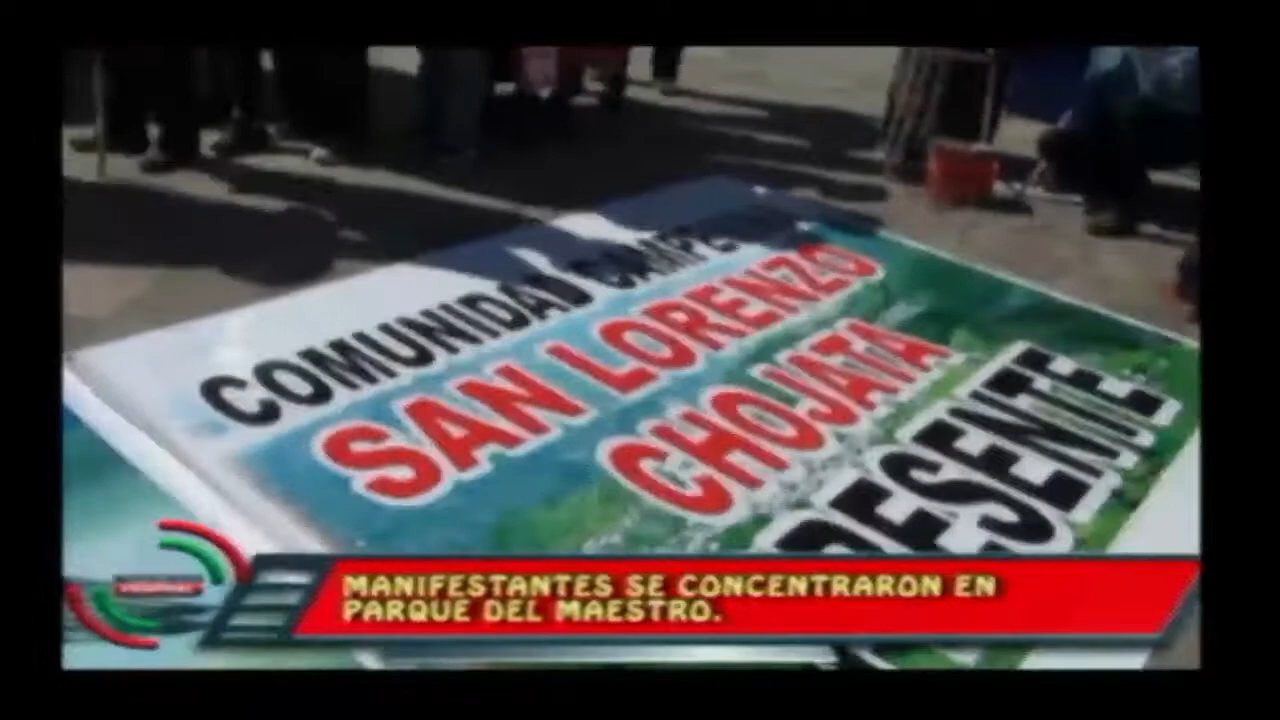 COMUNIDAD
SAN LORENZO
CHOJATA
MANIFESTANTES SE CONCENTRARON EN
PARQUE DEL MAESTRO.